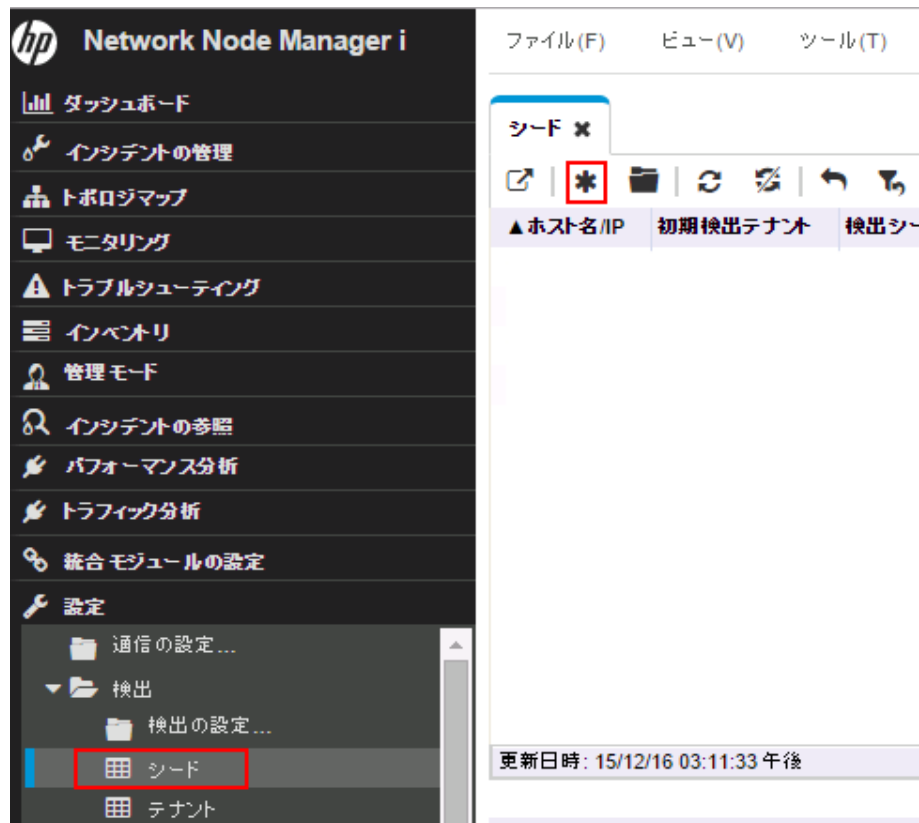 hp Network Node Manager i
ファイル(F) ビュー(V) ツール(T)
ダッシュボード
インシデントの管理
トポロジマップ
モニタリング
トラブルシューティング
インベントリ
管理モード
インシデントの参照
パフォーマンス分析
トラフィック分析
統合モジュールの設定
設定
通信の設定...
検出
検出の設定...
シード
テナント
シード
▲ホスト名/IP 初期検出テナント 検出シー
更新日時: 15/12/16 03:11:33 午後